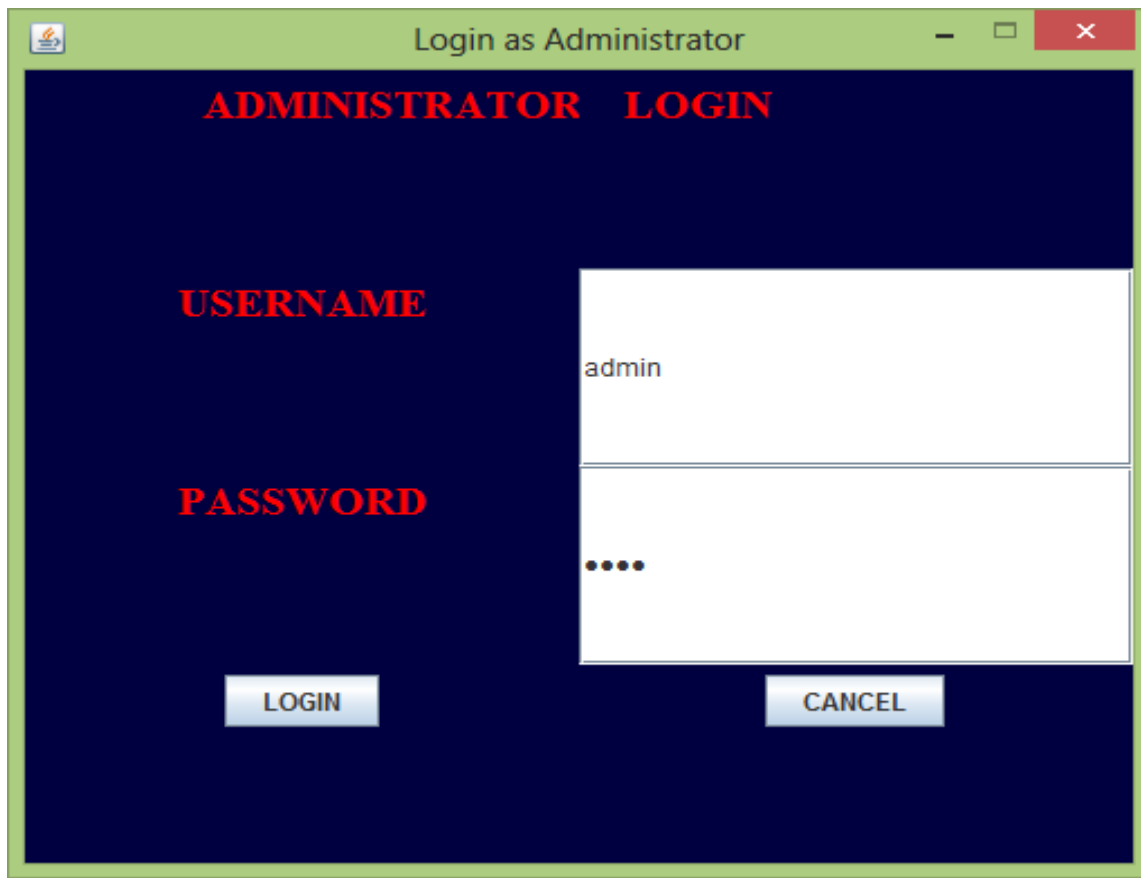 Login as Administrator
ADMINISTRATOR LOGIN
USERNAME
admin
PASSWORD
••••
LOGIN CANCEL